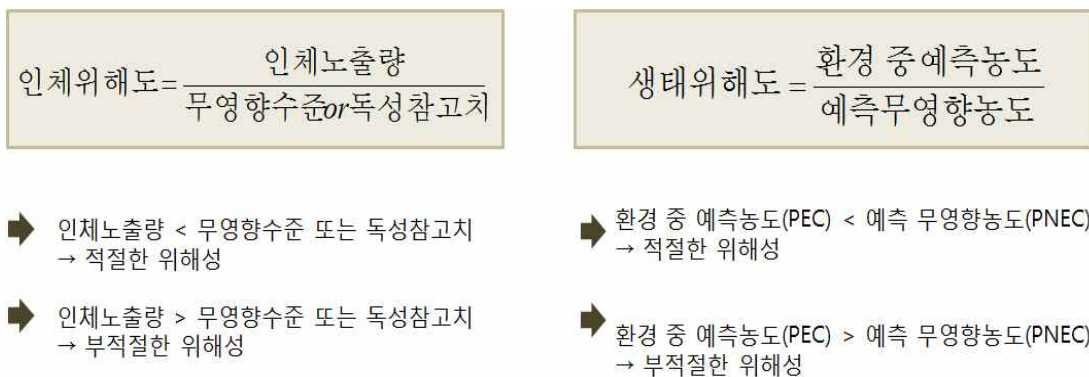 인체위해도=인체노출량/무영향수준or독성참고치
인체노출량 < 무영향수준 또는 독성참고치
→ 적절한 위해성
인체노출량 > 무영향수준 또는 독성참고치
→ 부적절한 위해성
생태위해도=환경 중 예측농도/예측무영향농도
환경 중 예측농도(PEC) < 예측 무영향농도(PNEC)
→ 적절한 위해성
환경 중 예측농도(PEC) > 예측 무영향농도(PNEC)
→ 부적절한 위해성